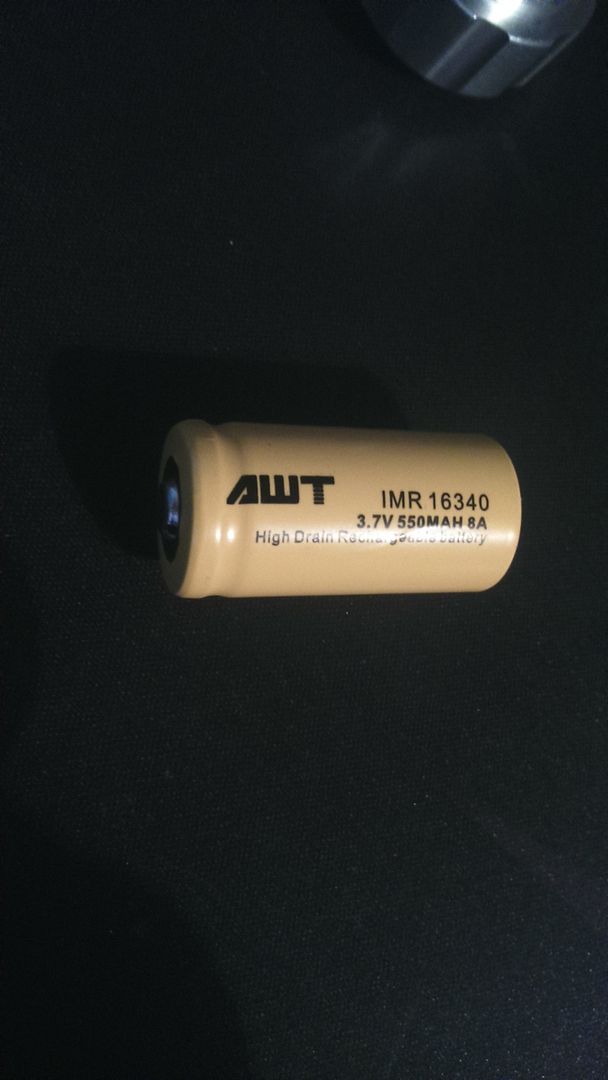 AWT
IMR 16340
3.7V 550MAH 8A
High Drain Rechargeable battery